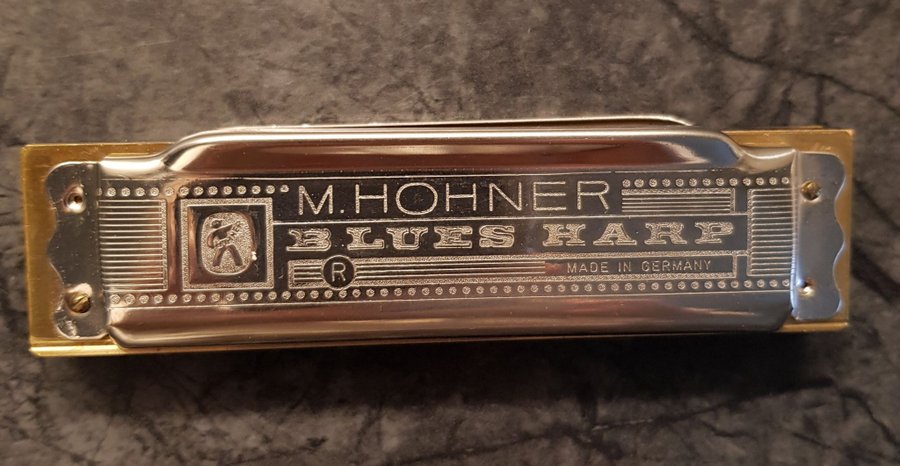 M. HOHNER
BLUES HARP
R MADE IN GERMANY